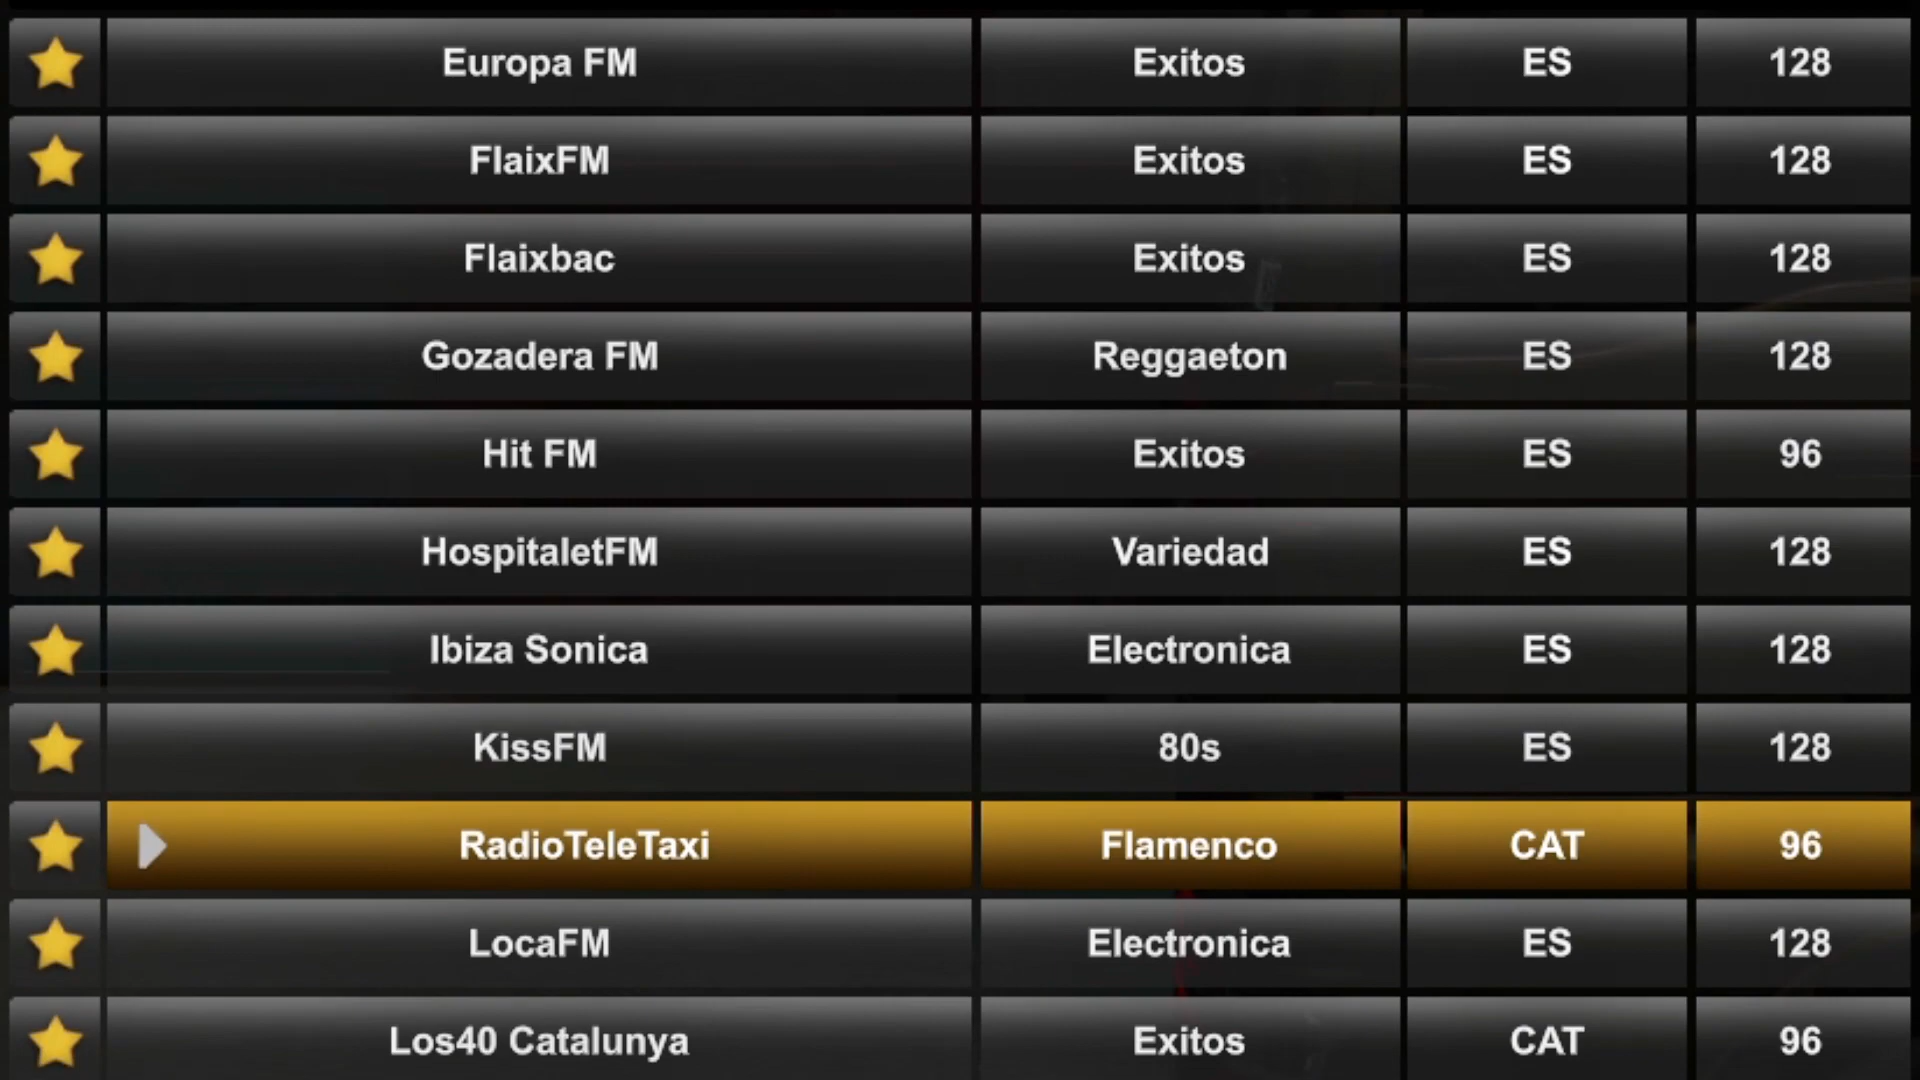 Europa FM Exitos ES 128
FlaixFM Exitos ES 128
Flaixbac Exitos ES 128
Gozadera FM Reggaeton ES 128
Hit FM Exitos ES 96
HospitaletFM Variedad ES 128
Ibiza Sonica Electronica ES 128
KissFM 80s ES 128
RadioTeleTaxi Flamenco CAT 96
LocaFM Electronica ES 128
Los40 Catalunya Exitos CAT 96